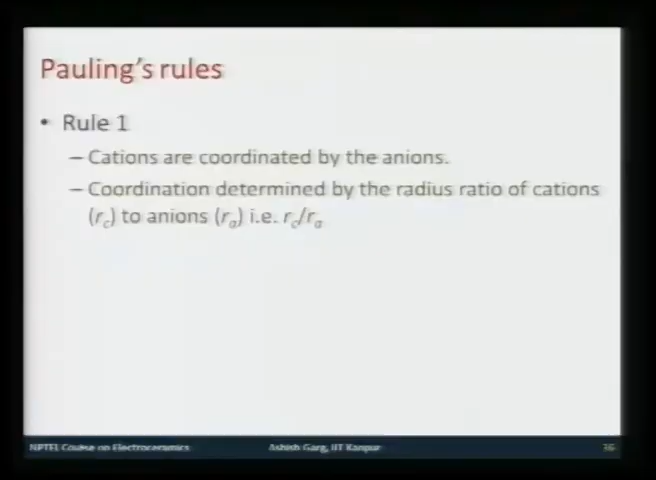 Pauling's rules
• Rule 1
– Cations are coordinated by the anions.
– Coordination determined by the radius ratio of cations
(rc) to anions (ra) i.e. rc/ra
NPTEL Course on Electroceramics Ashish Garg, IIT Kanpur 36